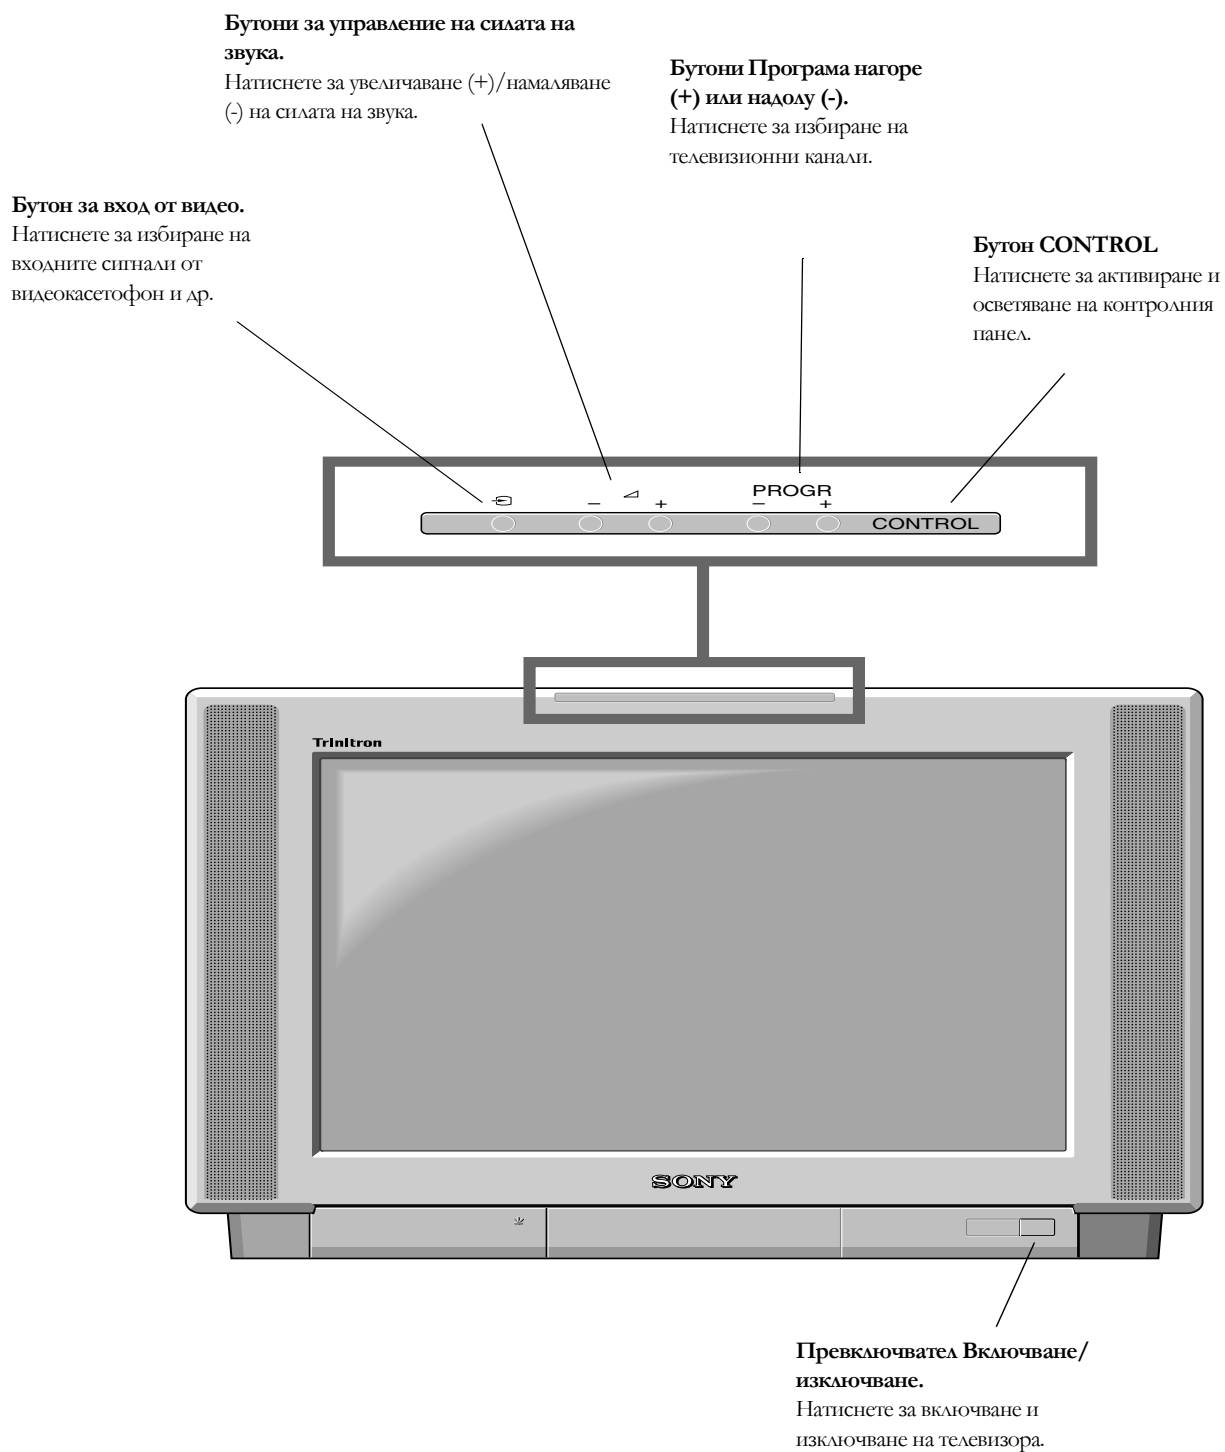 Бутони за управление на силата на
звука.
Натиснете за увеличаване (+)/намаляване
(-) на силата на звука.
Бутони Програма нагоре
(+) или надолу (-).
Натиснете за избиране на
телевизионни канали.
Бутон за вход от видео.
Натиснете за избиране на
входните сигнали от
видеокасетофон и др.
Бутон CONTROL
Натиснете за активиране и
осветяване на контролния
панел.
PROGR
– + – +
CONTROL
Trinitron
SONY
Превключвател Включване/
изключване.
Натиснете за включване и
изключване на телевизора.